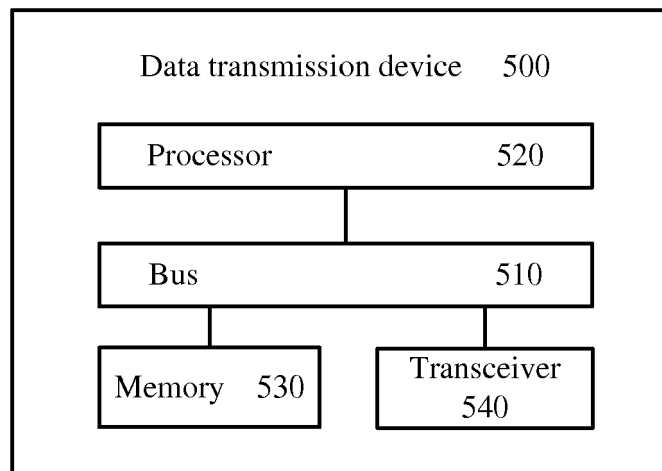 Data transmission device 500
Processor 520
Bus 510
Memory 530
Transceiver
540